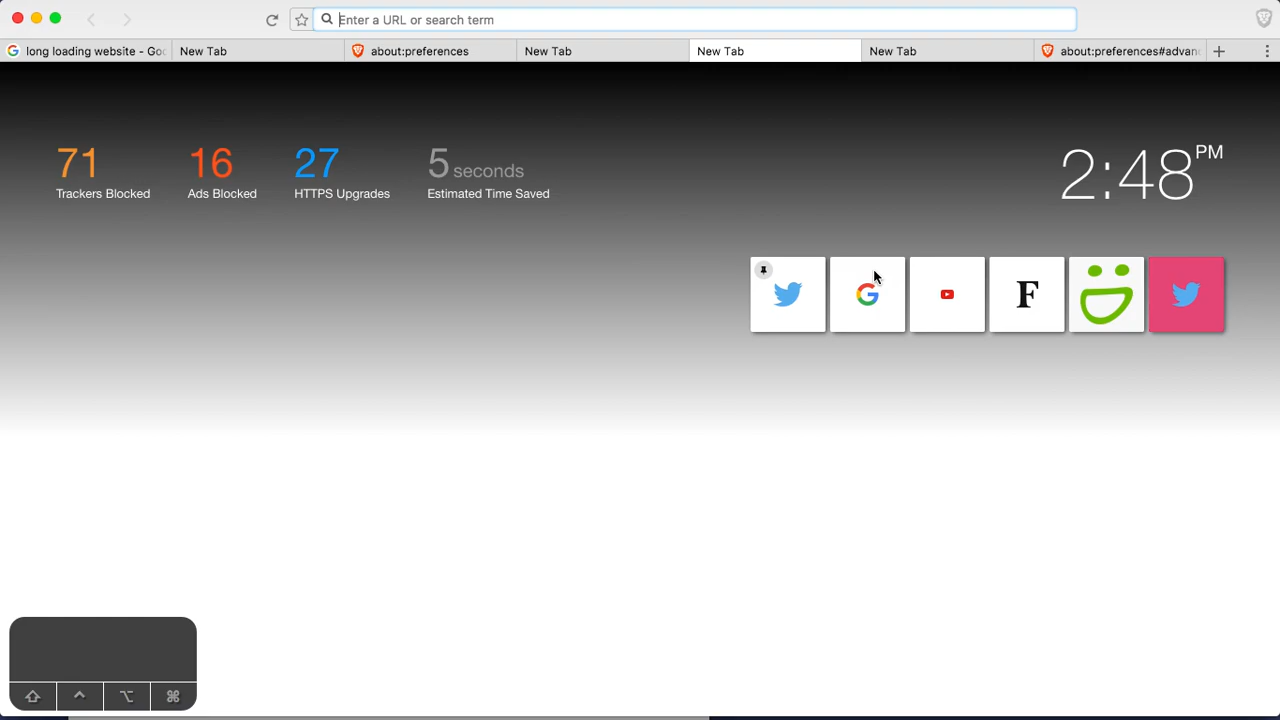 Enter a URL or search term
long loading website - Goo
New Tab
about:preferences
New Tab
New Tab
New Tab
about:preferences#advan
71
Trackers Blocked
16
Ads Blocked
27
HTTPS Upgrades
5 seconds
Estimated Time Saved
2:48 PM
F